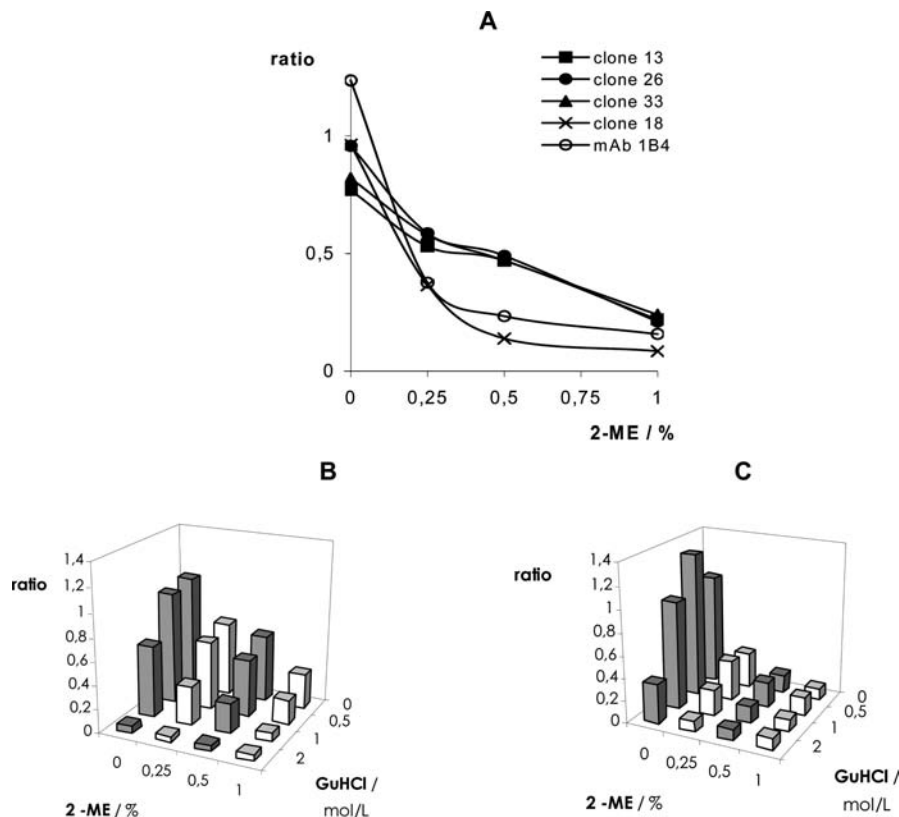 A
ratio
clone 13
clone 26
clone 33
clone 18
mAb 1B4
1
0,5
0
0 0,25 0,5 0,75 1
2-ME / %
B
ratio
1,4
1,2
1
0,8
0,6
0,4
0,2
0
0 0,25 0,5 1
2 -ME / %
0
0,5
1
2
GuHCl /
mol/L
C
ratio
1,4
1,2
1
0,8
0,6
0,4
0,2
0
0 0,25 0,5 1
2 -ME / %
0
0,5
1
2
GuHCl /
mol/L